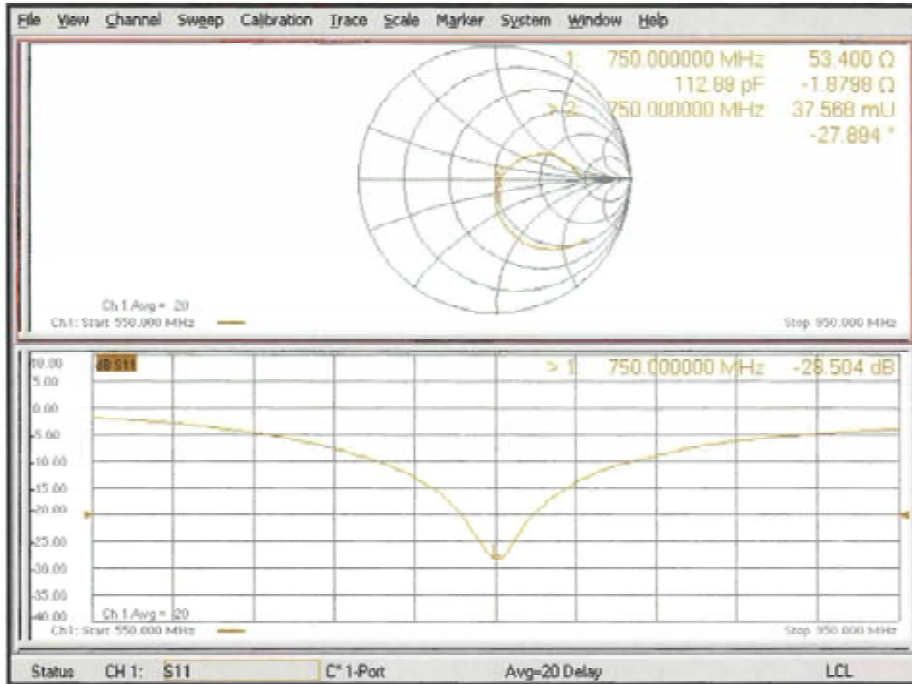 File View Channel Sweep Calibration Trace Scale Marker System Window Help
1: 750.000000 MHz 53.400 Ω
112.89 pF -1.8798 Ω
> 2: 750.000000 MHz 37.568 mU
-27.894 °
Ch 1 Avg = 20
Ch1: Start 550.000 MHz
Stop 950.000 MHz
10.00
dB S11
> 1: 750.000000 MHz -28.504 dB
5.00
0.00
-5.00
-10.00
-15.00
-20.00
-25.00
-30.00
-35.00
-40.00
Ch 1 Avg = 20
Ch1: Start 550.000 MHz
Stop 950.000 MHz
Status CH 1: S11 C* 1-Port Avg=20 Delay LCL